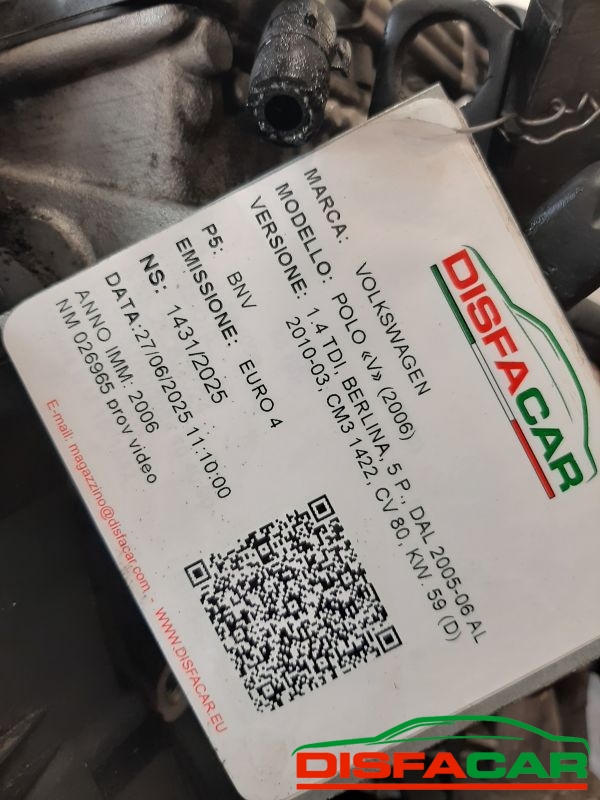 DISFACAR
MARCA: VOLKSWAGEN
MODELLO: POLO «V» (2006)
VERSIONE: 1.4 TDI, BERLINA, 5 P., DAL 2005-06 AL
2010-03, CM3 1422, CV 80, KW. 59 (D)
P5: BNV
EMISSIONE: EURO 4
NS: 1431/2025
DATA:27/06/2025 11:10:00
ANNO IMM: 2006
NM 026965 prov video
E-mail: magazzino@disfacar.com - WWW.DISFACAR.EU
DISFACAR